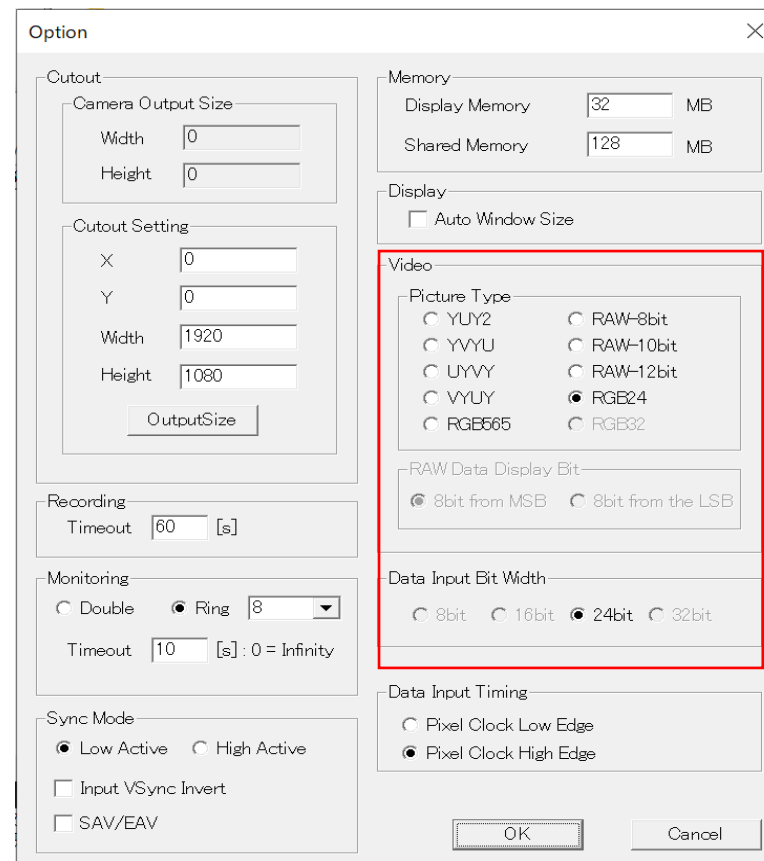 Option
Cutout
Camera Output Size
Width 0
Height 0
Cutout Setting
X 0
Y 0
Width 1920
Height 1080
OutputSize
Recording
Timeout 60 [s]
Monitoring
Double Ring 8
Timeout 10 [s] : 0 = Infinity
Sync Mode
Low Active High Active
Input VSync Invert
SAV/EAV
Memory
Display Memory 32 MB
Shared Memory 128 MB
Display
Auto Window Size
Video
Picture Type
YUY2 RAW-8bit
YVYU RAW-10bit
UYVY RAW-12bit
VYUY RGB24
RGB565 RGB32
RAW Data Display Bit
8bit from MSB 8bit from the LSB
Data Input Bit Width
8bit 16bit 24bit 32bit
Data Input Timing
Pixel Clock Low Edge
Pixel Clock High Edge
OK Cancel